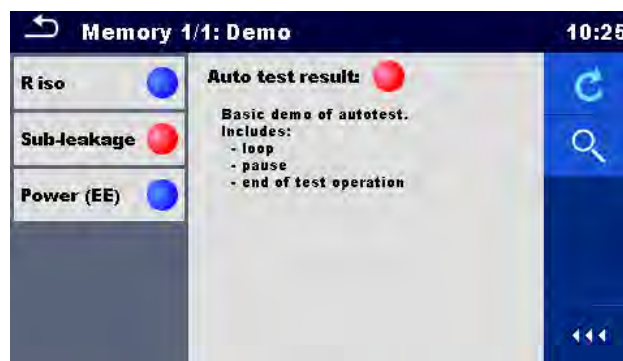 Memory 1/1: Demo
10:25
R iso
Sub-leakage
Power (EE)
Auto test result:
Basic demo of autotest.
Includes:
- loop
- pause
- end of test operation